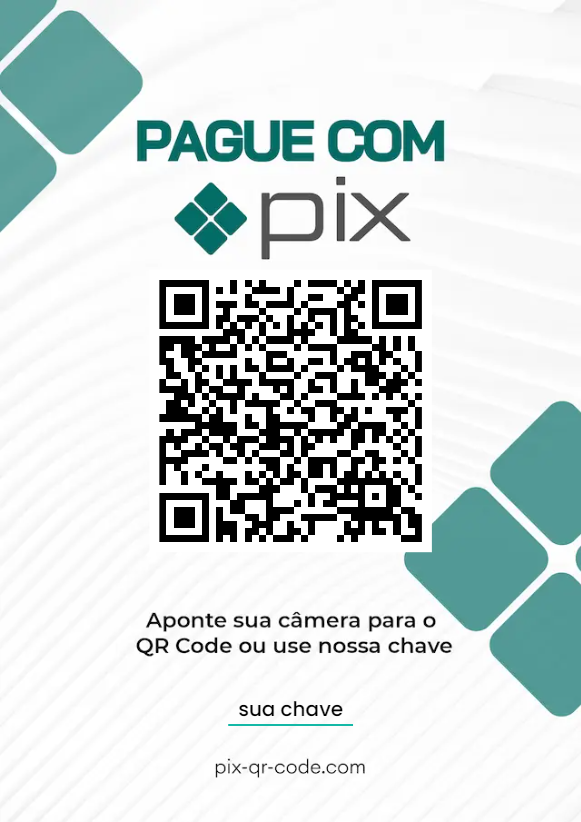 PAGUE COM
pix
Aponte sua câmera para o
QR Code ou use nossa chave
sua chave
pix-qr-code.com